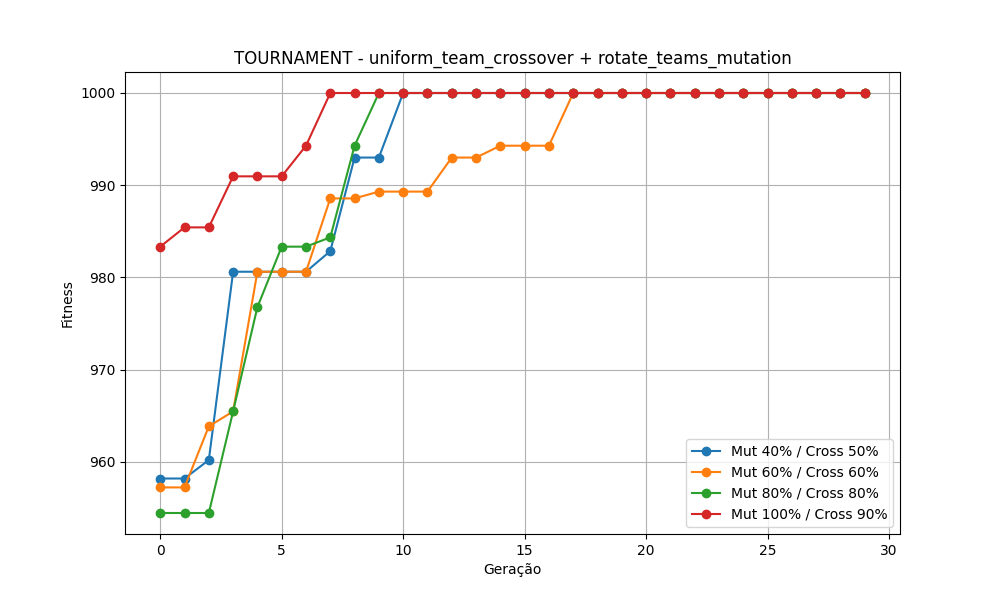 TOURNAMENT - uniform_team_crossover + rotate_teams_mutation
1000
990
980
970
960
Fitness
0 5 10 15 20 25 30
Geração
Mut 40% / Cross 50%
Mut 60% / Cross 60%
Mut 80% / Cross 80%
Mut 100% / Cross 90%